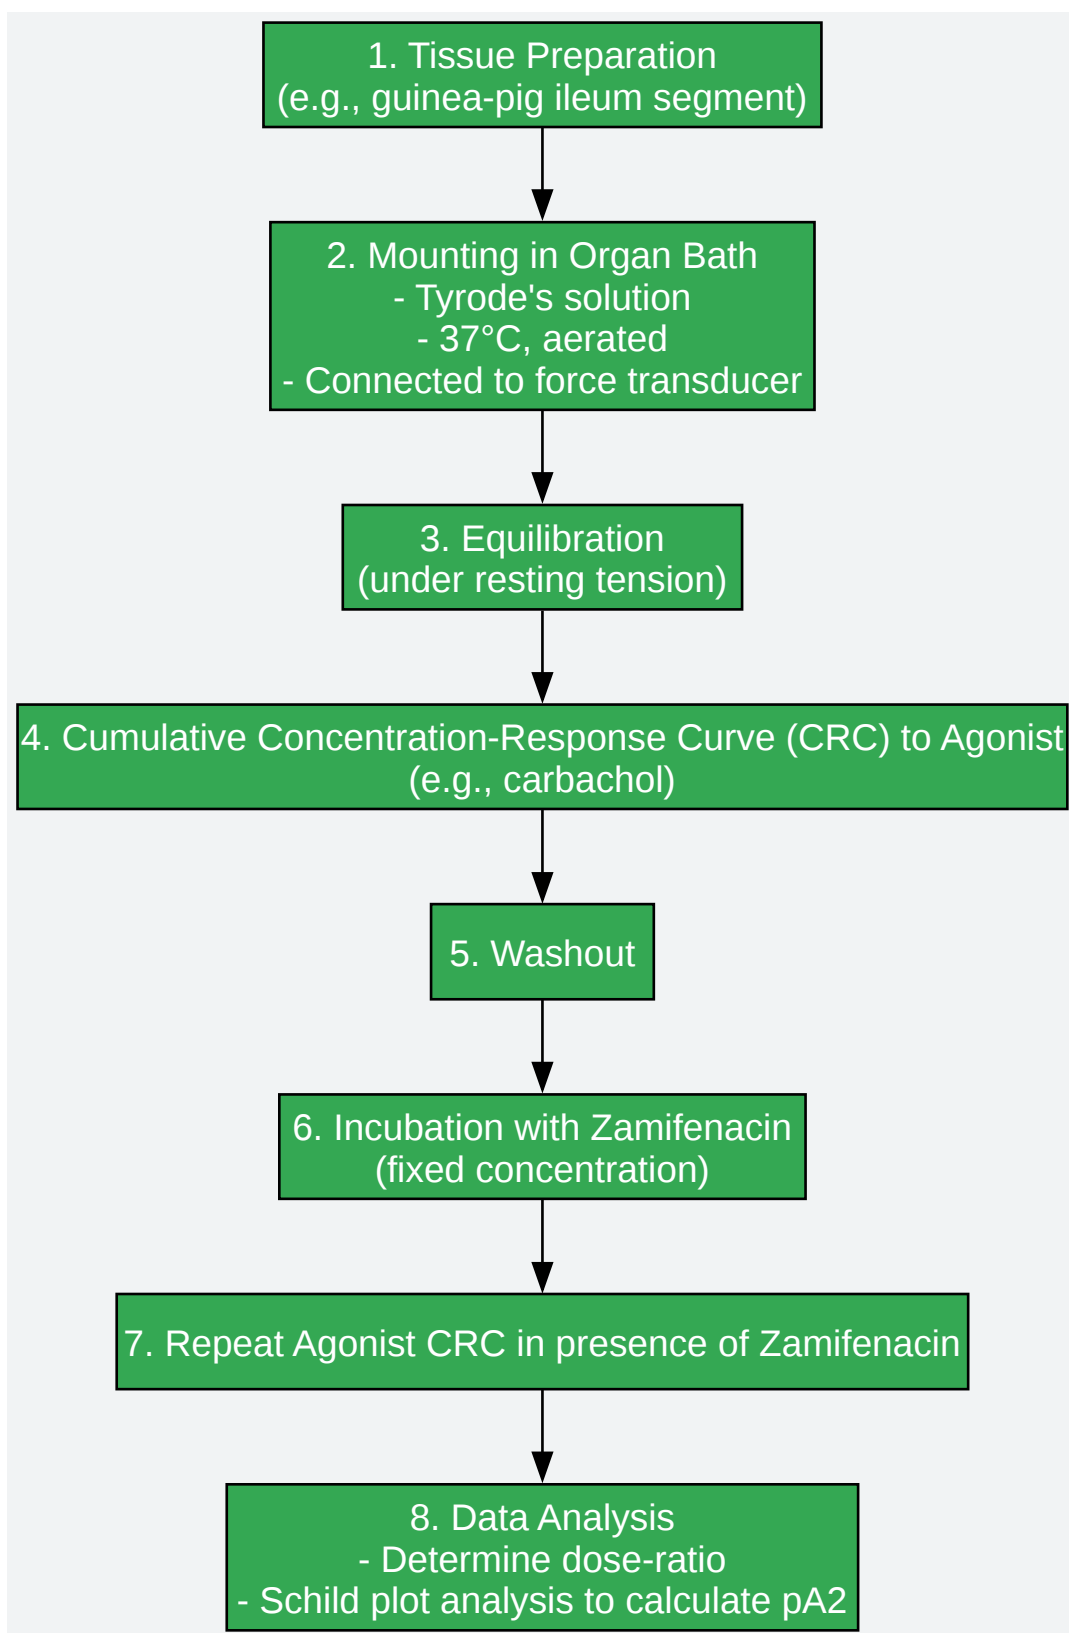 1. Tissue Preparation
(e.g., guinea-pig ileum segment)
2. Mounting in Organ Bath
- Tyrode's solution
- 37°C, aerated
- Connected to force transducer
3. Equilibration
(under resting tension)
4. Cumulative Concentration-Response Curve (CRC) to Agonist
(e.g., carbachol)
5. Washout
6. Incubation with Zamifenacin
(fixed concentration)
7. Repeat Agonist CRC in presence of Zamifenacin
8. Data Analysis
- Determine dose-ratio
- Schild plot analysis to calculate pA2